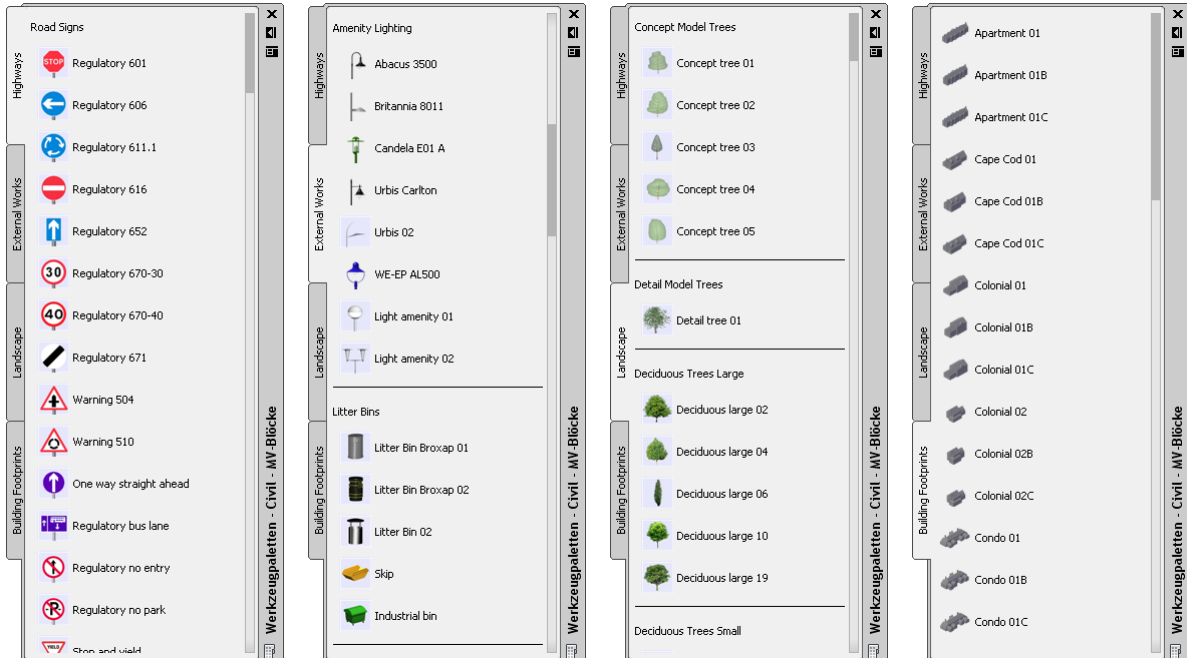 Road Signs
STOP
Regulatory 601
Regulatory 606
Regulatory 611.1
Regulatory 616
Regulatory 652
30
Regulatory 670-30
40
Regulatory 670-40
Regulatory 671
Warning 504
Warning 510
One way straight ahead
Regulatory bus lane
Regulatory no entry
Regulatory no park
YIELD
Stop and yield
Highways
External Works
Landscape
Building Footprints
Werkzeugpaletten - Civil - MV-Blöcke
Amenity Lighting
Abacus 3500
Britannia 8011
Candela E01 A
Urbis Carlton
Urbis 02
WE-EP AL500
Light amenity 01
Light amenity 02
Litter Bins
Litter Bin Broxap 01
Litter Bin Broxap 02
Litter Bin 02
Skip
Industrial bin
Highways
External Works
Landscape
Building Footprints
Werkzeugpaletten - Civil - MV-Blöcke
Concept Model Trees
Concept tree 01
Concept tree 02
Concept tree 03
Concept tree 04
Concept tree 05
Detail Model Trees
Detail tree 01
Deciduous Trees Large
Deciduous large 02
Deciduous large 04
Deciduous large 06
Deciduous large 10
Deciduous large 19
Deciduous Trees Small
Highways
External Works
Landscape
Building Footprints
Werkzeugpaletten - Civil - MV-Blöcke
Apartment 01
Apartment 01B
Apartment 01C
Cape Cod 01
Cape Cod 01B
Cape Cod 01C
Colonial 01
Colonial 01B
Colonial 01C
Colonial 02
Colonial 02B
Colonial 02C
Condo 01
Condo 01B
Condo 01C
Highways
External Works
Landscape
Building Footprints
Werkzeugpaletten - Civil - MV-Blöcke